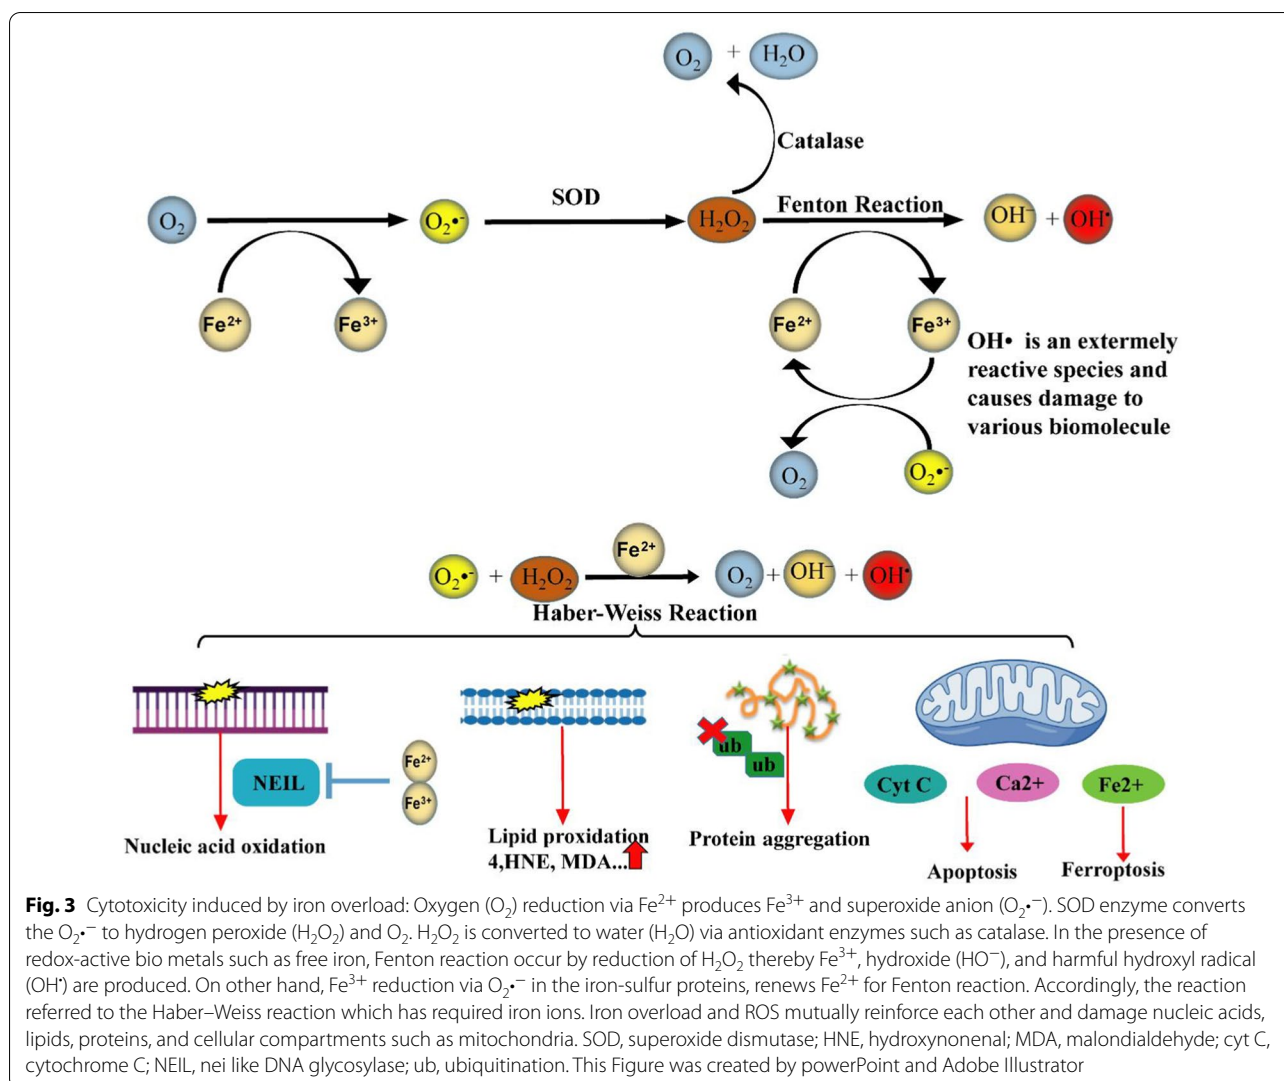 O₂ + H₂O
Catalase
O₂
O₂•-
SOD
H₂O₂
Fenton Reaction
OH⁻ + OH•
Fe²⁺
Fe³⁺
Fe²⁺
Fe³⁺
OH• is an extermely
reactive species and
causes damage to
various biomolecule
O₂
O₂•-
O₂•- + H₂O₂
Fe²⁺
O₂ + OH⁻ + OH•
Haber-Weiss Reaction
NEIL
Fe²⁺
Fe³⁺
Nucleic acid oxidation
Lipid proxidation
4,HNE, MDA...
ub
ub
Protein aggregation
Cyt C
Ca2+
Fe2+
Apoptosis
Ferroptosis
Fig. 3 Cytotoxicity induced by iron overload: Oxygen (O₂) reduction via Fe²⁺ produces Fe³⁺ and superoxide anion (O₂•⁻). SOD enzyme converts
the O₂•⁻ to hydrogen peroxide (H₂O₂) and O₂. H₂O₂ is converted to water (H₂O) via antioxidant enzymes such as catalase. In the presence of
redox-active bio metals such as free iron, Fenton reaction occur by reduction of H₂O₂ thereby Fe³⁺, hydroxide (HO⁻), and harmful hydroxyl radical
(OH•) are produced. On other hand, Fe³⁺ reduction via O₂•⁻ in the iron-sulfur proteins, renews Fe²⁺ for Fenton reaction. Accordingly, the reaction
referred to the Haber–Weiss reaction which has required iron ions. Iron overload and ROS mutually reinforce each other and damage nucleic acids,
lipids, proteins, and cellular compartments such as mitochondria. SOD, superoxide dismutase; HNE, hydroxynonenal; MDA, malondialdehyde; cyt C,
cytochrome C; NEIL, nei like DNA glycosylase; ub, ubiquitination. This Figure was created by powerPoint and Adobe Illustrator